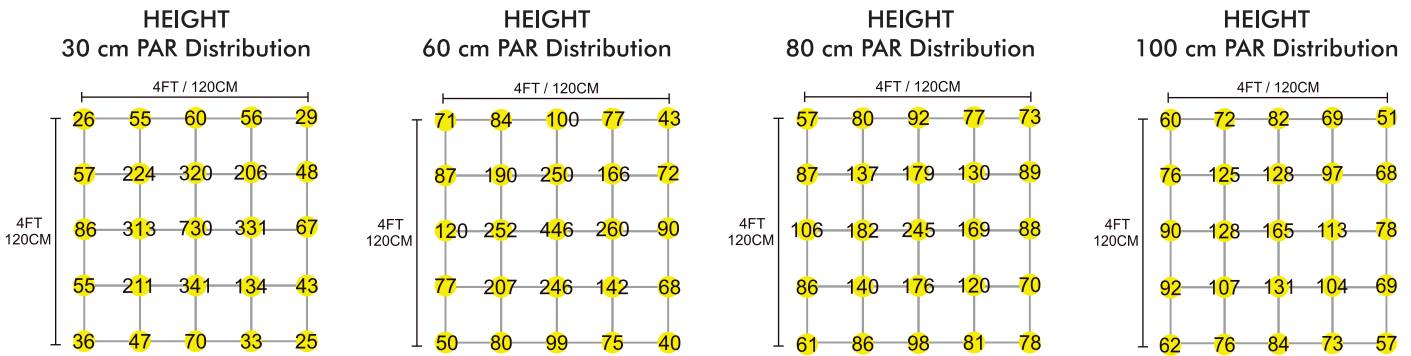 HEIGHT
30 cm PAR Distribution
4FT / 120CM
4FT
120CM
26 55 60 56 29
57 224 320 206 48
86 313 730 331 67
55 211 341 134 43
36 47 70 33 25
HEIGHT
60 cm PAR Distribution
4FT / 120CM
4FT
120CM
71 84 100 77 43
87 190 250 166 72
120 252 446 260 90
77 207 246 142 68
50 80 99 75 40
HEIGHT
80 cm PAR Distribution
4FT / 120CM
4FT
120CM
57 80 92 77 73
87 137 179 130 89
106 182 245 169 88
86 140 176 120 70
61 86 98 81 78
HEIGHT
100 cm PAR Distribution
4FT / 120CM
4FT
120CM
60 72 82 69 51
76 125 128 97 68
90 128 165 113 78
92 107 131 104 69
62 76 84 73 57